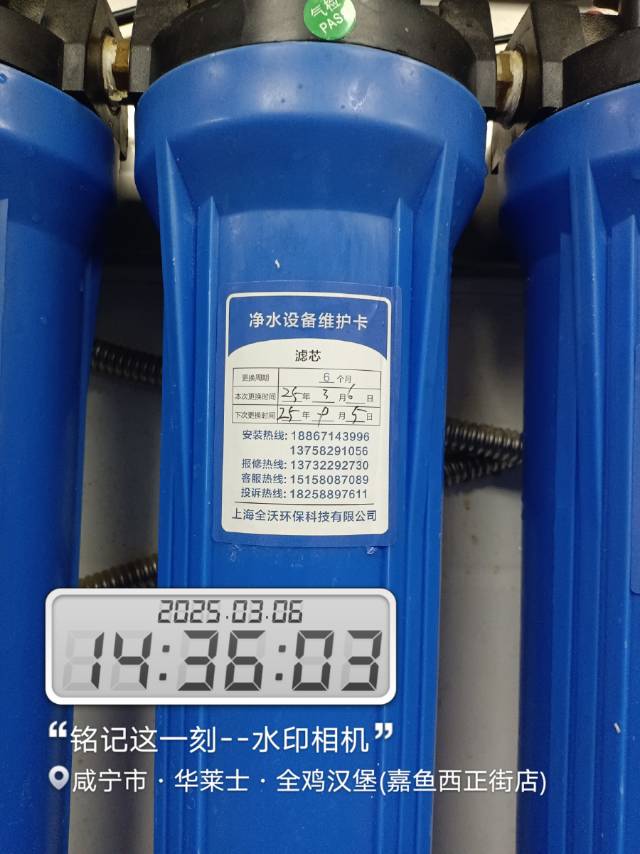 气检
PAS
净水设备维护卡
滤芯
更换周期 6 个月
本次更换时间 25 年 3 月 6 日
下次更换时间 25 年 9 月 5 日
安装热线: 18867143996
13758291056
报修热线: 13732292730
客服热线: 15158087089
投诉热线: 18258897611
上海全沃环保科技有限公司
2025.03.06
14:36:03
“铭记这一刻--水印相机”
咸宁市·华莱士·全鸡汉堡(嘉鱼西正街店)